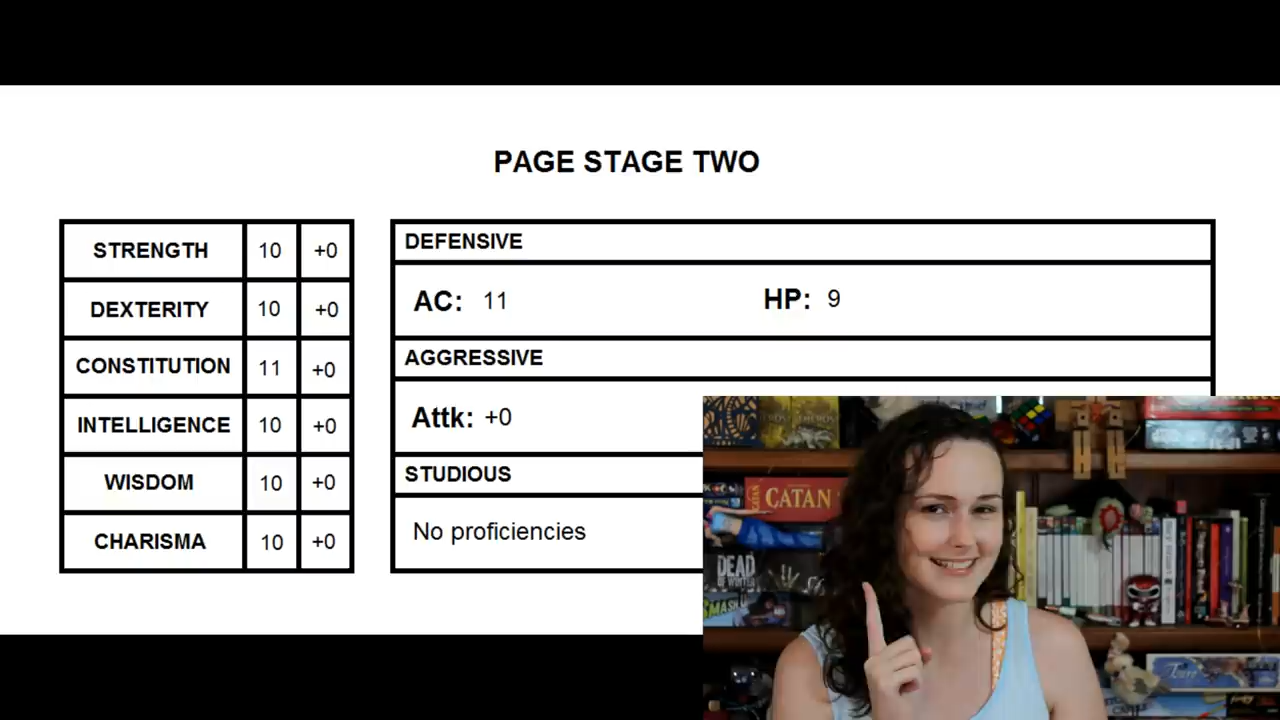 PAGE STAGE TWO
STRENGTH 10 +0
DEXTERITY 10 +0
CONSTITUTION 11 +0
INTELLIGENCE 10 +0
WISDOM 10 +0
CHARISMA 10 +0
DEFENSIVE
AC: 11 HP: 9
AGGRESSIVE
Attk: +0
STUDIOUS
No proficiencies
CATAN
DEAD
OF WINTER
SMASH